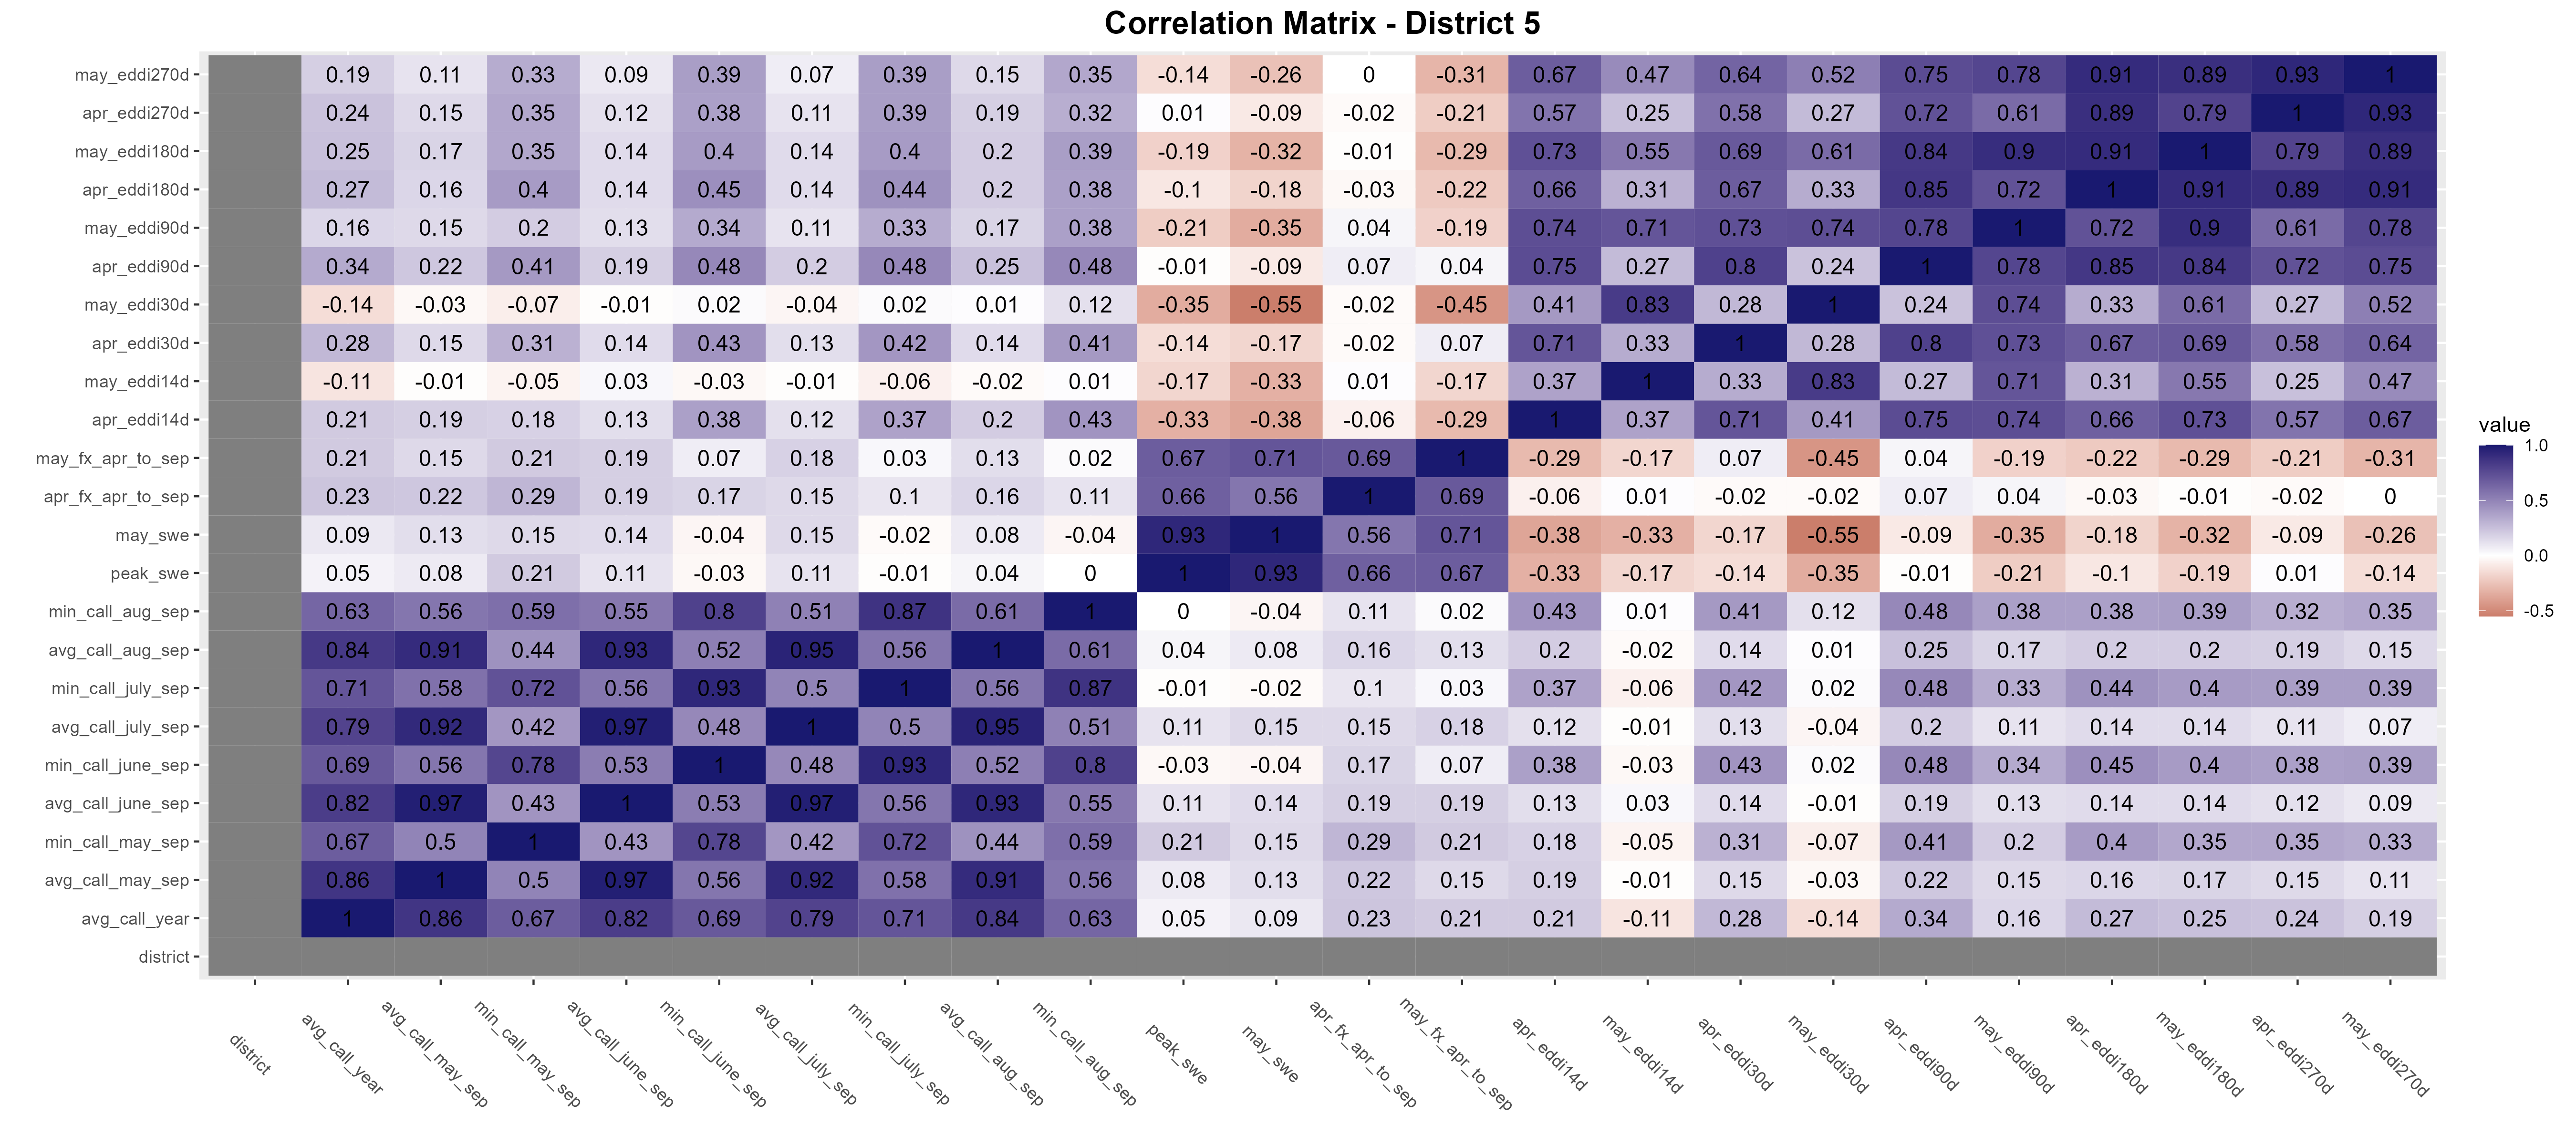 Correlation Matrix - District 5
may_eddi270d 0.19 0.11 0.33 0.09 0.39 0.07 0.39 0.15 0.35 -0.14 -0.26 0 -0.31 0.67 0.47 0.64 0.52 0.75 0.78 0.91 0.89 0.93 1
apr_eddi270d 0.24 0.15 0.35 0.12 0.38 0.11 0.39 0.19 0.32 0.01 -0.09 -0.02 -0.21 0.57 0.25 0.58 0.27 0.72 0.61 0.89 0.79 1 0.93
may_eddi180d 0.25 0.17 0.35 0.14 0.4 0.14 0.4 0.2 0.39 -0.19 -0.32 -0.01 -0.29 0.73 0.55 0.69 0.61 0.84 0.9 0.91 1 0.79 0.89
apr_eddi180d 0.27 0.16 0.4 0.14 0.45 0.14 0.44 0.2 0.38 -0.1 -0.18 -0.03 -0.22 0.66 0.31 0.67 0.33 0.85 0.72 1 0.91 0.89 0.91
may_eddi90d 0.16 0.15 0.2 0.13 0.34 0.11 0.33 0.17 0.38 -0.21 -0.35 0.04 -0.19 0.74 0.71 0.73 0.74 0.78 1 0.72 0.9 0.61 0.78
apr_eddi90d 0.34 0.22 0.41 0.19 0.48 0.2 0.48 0.25 0.48 -0.01 -0.09 0.07 0.04 0.75 0.27 0.8 0.24 1 0.78 0.85 0.84 0.72 0.75
may_eddi30d -0.14 -0.03 -0.07 -0.01 0.02 -0.04 0.02 0.01 0.12 -0.35 -0.55 -0.02 -0.45 0.41 0.83 0.28 1 0.24 0.74 0.33 0.61 0.27 0.52
apr_eddi30d 0.28 0.15 0.31 0.14 0.43 0.13 0.42 0.14 0.41 -0.14 -0.17 -0.02 0.07 0.71 0.33 1 0.28 0.8 0.73 0.67 0.69 0.58 0.64
may_eddi14d -0.11 -0.01 -0.05 0.03 -0.03 -0.01 -0.06 -0.02 0.01 -0.17 -0.33 0.01 -0.17 0.37 1 0.33 0.83 0.27 0.71 0.31 0.55 0.25 0.47
apr_eddi14d 0.21 0.19 0.18 0.13 0.38 0.12 0.37 0.2 0.43 -0.33 -0.38 -0.06 -0.29 1 0.37 0.71 0.41 0.75 0.74 0.66 0.73 0.57 0.67
may_fx_apr_to_sep 0.21 0.15 0.21 0.19 0.07 0.18 0.03 0.13 0.02 0.67 0.71 0.69 1 -0.29 -0.17 0.07 -0.45 0.04 -0.19 -0.22 -0.29 -0.21 -0.31
apr_fx_apr_to_sep 0.23 0.22 0.29 0.19 0.17 0.15 0.1 0.16 0.11 0.66 0.56 1 0.69 -0.06 0.01 -0.02 -0.02 0.07 0.04 -0.03 -0.01 -0.02 0
may_swe 0.09 0.13 0.15 0.14 -0.04 0.15 -0.02 0.08 -0.04 0.93 1 0.56 0.71 -0.38 -0.33 -0.17 -0.55 -0.09 -0.35 -0.18 -0.32 -0.09 -0.26
peak_swe 0.05 0.08 0.21 0.11 -0.03 0.11 -0.01 0.04 0 1 0.93 0.66 0.67 -0.33 -0.17 -0.14 -0.35 -0.01 -0.21 -0.1 -0.19 0.01 -0.14
min_call_aug_sep 0.63 0.56 0.59 0.55 0.8 0.51 0.87 0.61 1 0 -0.04 0.11 0.02 0.43 0.01 0.41 0.12 0.48 0.38 0.38 0.39 0.32 0.35
avg_call_aug_sep 0.84 0.91 0.44 0.93 0.52 0.95 0.56 1 0.61 0.04 0.08 0.16 0.13 0.2 -0.02 0.14 0.01 0.25 0.17 0.2 0.2 0.19 0.15
min_call_july_sep 0.71 0.58 0.72 0.56 0.93 0.5 1 0.56 0.87 -0.01 -0.02 0.1 0.03 0.37 -0.06 0.42 0.02 0.48 0.33 0.44 0.4 0.39 0.39
avg_call_july_sep 0.79 0.92 0.42 0.97 0.48 1 0.5 0.95 0.51 0.11 0.15 0.15 0.18 0.12 -0.01 0.13 -0.04 0.2 0.11 0.14 0.14 0.11 0.07
min_call_june_sep 0.69 0.56 0.78 0.53 1 0.48 0.93 0.52 0.8 -0.03 -0.04 0.17 0.07 0.38 -0.03 0.43 0.02 0.48 0.34 0.45 0.4 0.38 0.39
avg_call_june_sep 0.82 0.97 0.43 1 0.53 0.97 0.56 0.93 0.55 0.11 0.14 0.19 0.19 0.13 0.03 0.14 -0.01 0.19 0.13 0.14 0.14 0.12 0.09
min_call_may_sep 0.67 0.5 1 0.43 0.78 0.42 0.72 0.44 0.59 0.21 0.15 0.29 0.21 0.18 -0.05 0.31 -0.07 0.41 0.2 0.4 0.35 0.35 0.33
avg_call_may_sep 0.86 1 0.5 0.97 0.56 0.92 0.58 0.91 0.56 0.08 0.13 0.22 0.15 0.19 -0.01 0.15 -0.03 0.22 0.15 0.16 0.17 0.15 0.11
avg_call_year 1 0.86 0.67 0.82 0.69 0.79 0.71 0.84 0.63 0.05 0.09 0.23 0.21 0.21 -0.11 0.28 -0.14 0.34 0.16 0.27 0.25 0.24 0.19
district
district avg_call_year avg_call_may_sep min_call_may_sep avg_call_june_sep min_call_june_sep avg_call_july_sep min_call_july_sep avg_call_aug_sep min_call_aug_sep peak_swe may_swe apr_fx_apr_to_sep may_fx_apr_to_sep apr_eddi14d may_eddi14d apr_eddi30d may_eddi30d apr_eddi90d may_eddi90d apr_eddi180d may_eddi180d apr_eddi270d may_eddi270d
value
1.0
0.5
0.0
-0.5